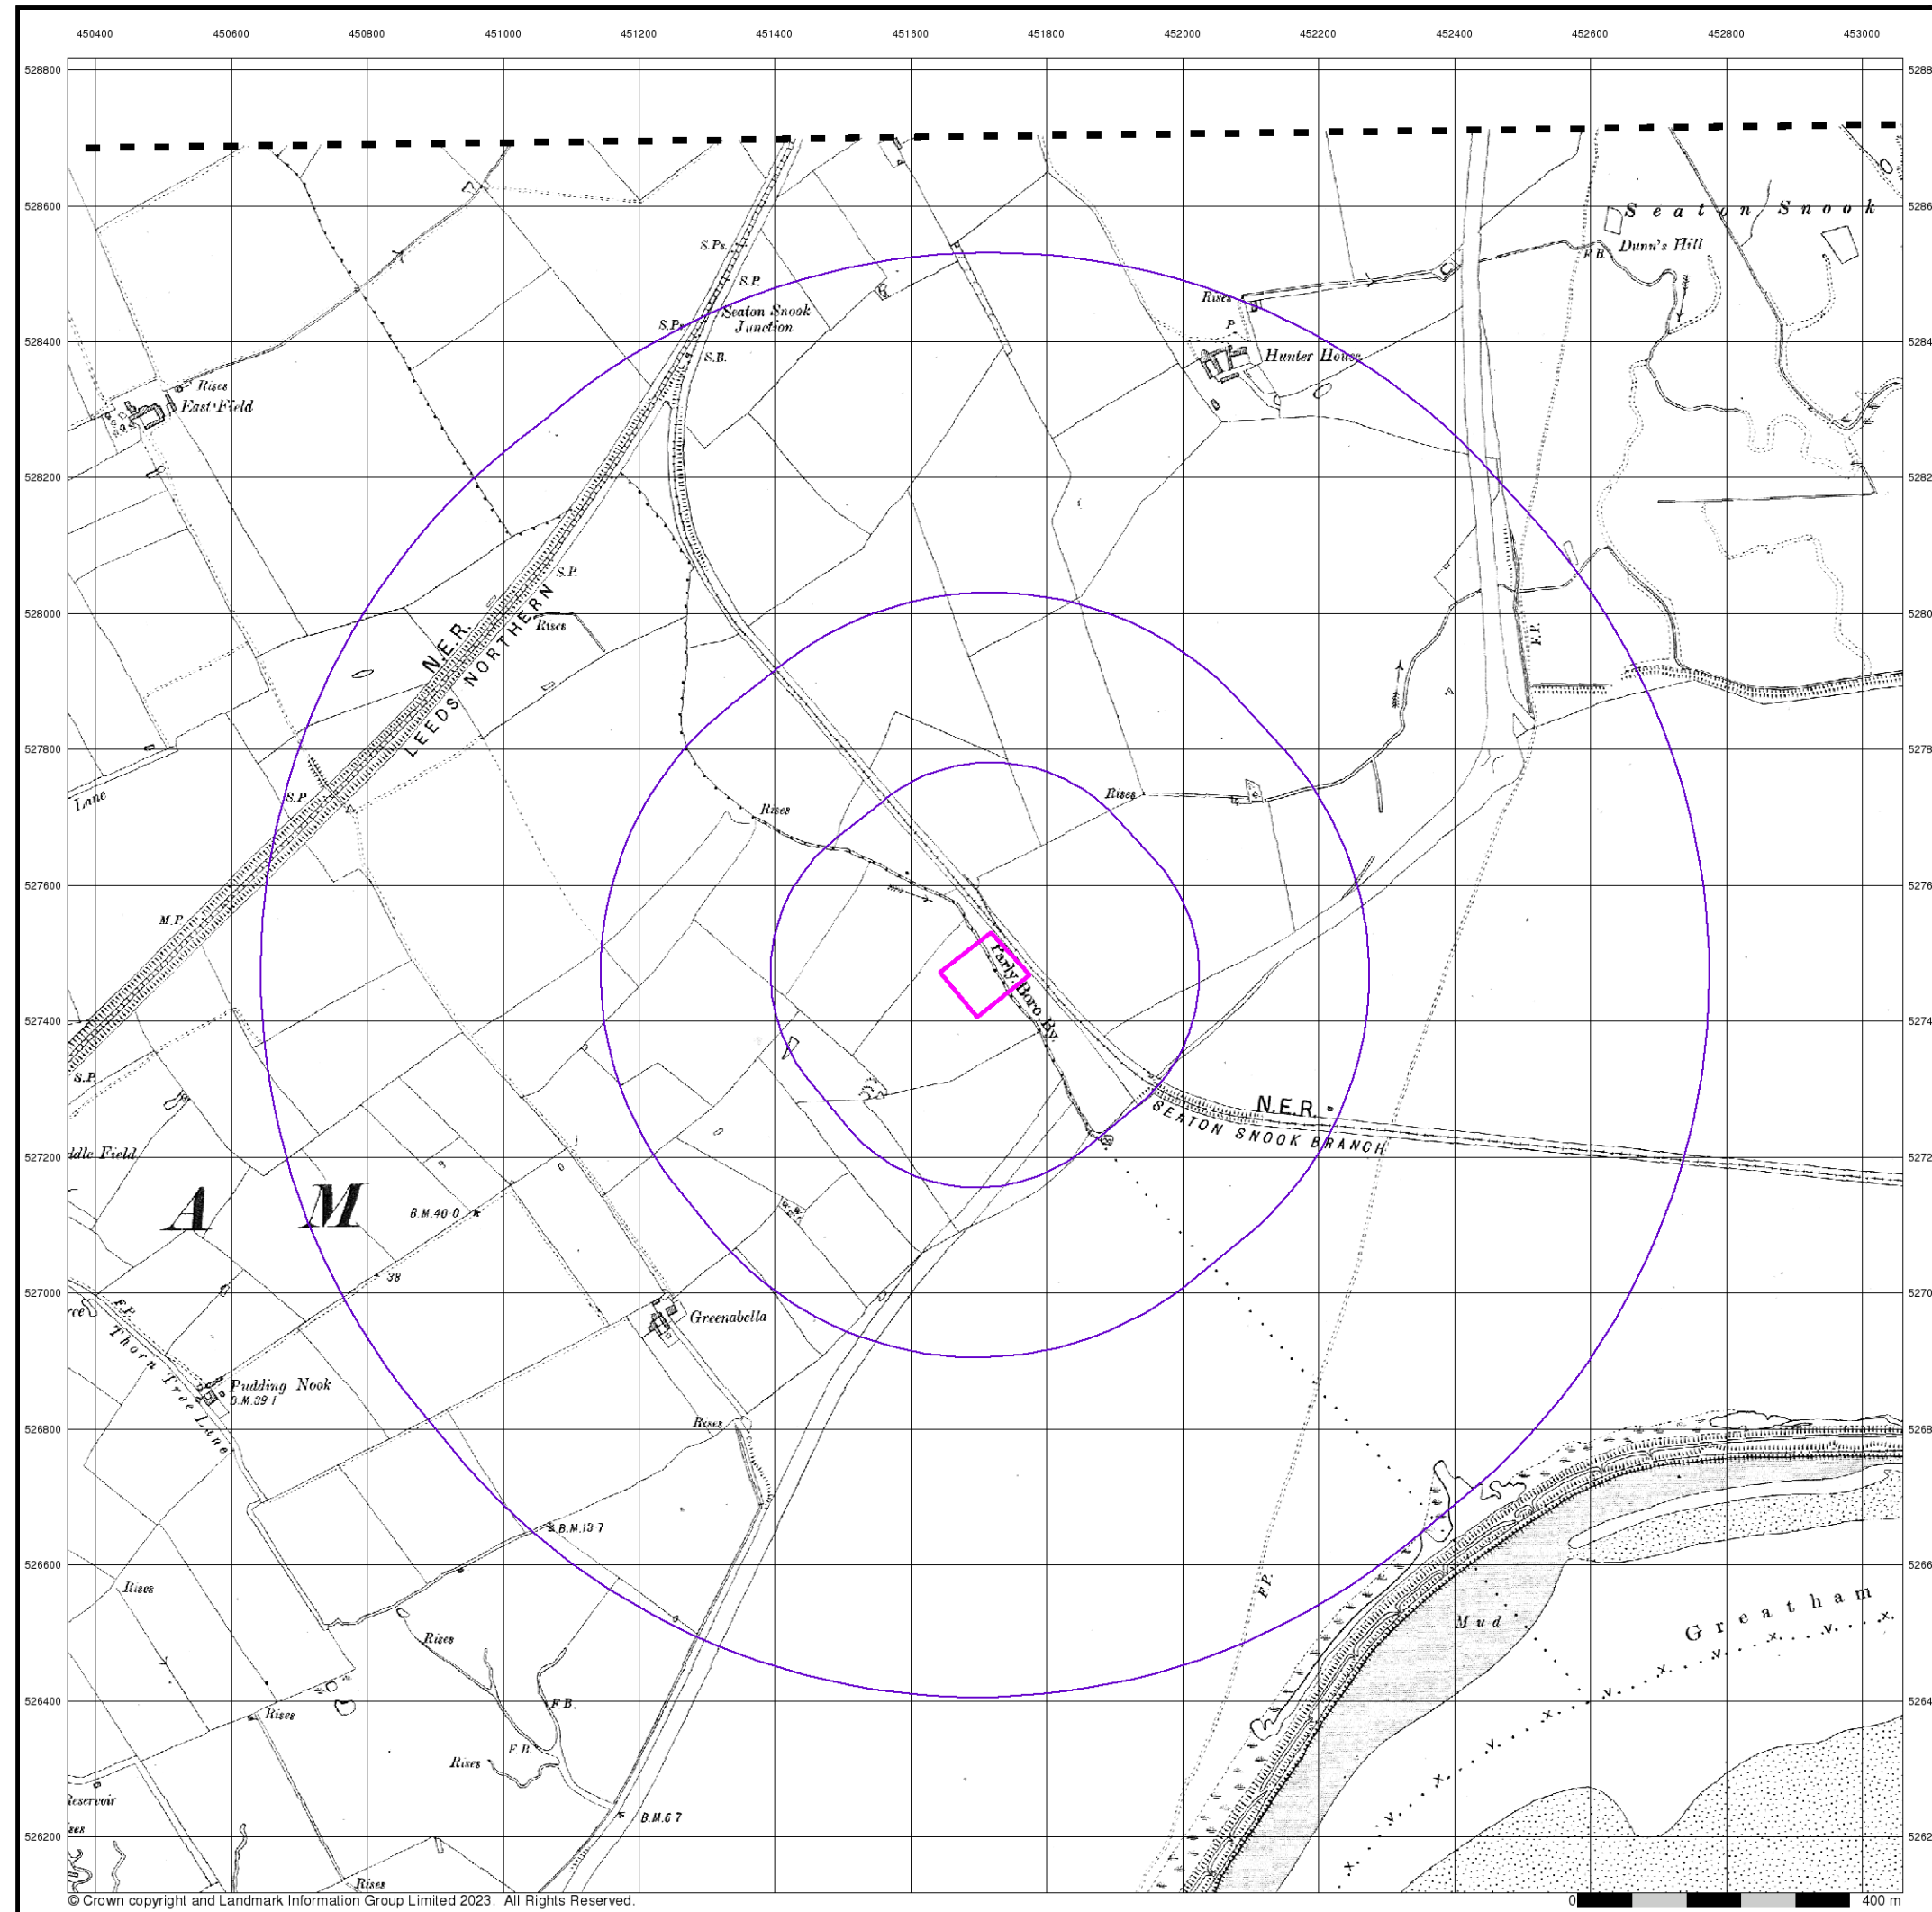 450400 450600 450800 451000 451200 451400 451600 451800 452000 452200 452400 452600 452800 453000
528800
528600
528400
528200
528000
527800
527600
527400
527200
527000
526800
526600
526400
526200
Seaton Snook
Dunn's Hill
F.B.
S.Ps.
S.P.
Seaton Snook
Junction
S.Ps.
S.B.
Rises
P
Hunter House
Rises
East Field
S.P.
N.E.R.
LEEDS NORTHERN
Rises
F.P.
Lane
S.P.
Rises
Rises
M.P.
Parly. Boro. By.
S.P.
N.E.R.
SEATON SNOOK BRANCH
ddle Field
A M
B.M.40·0
38
F.P.
Thorn Tree Lane
Greenabella
Pudding Nook
B.M.39·1
Rises
B.M.13·7
Rises
F.P.
Mud
Greatham
Rises
F.B.
Rises
F.B.
Rises
Reservoir
B.M.6·7
Rises
© Crown copyright and Landmark Information Group Limited 2023. All Rights Reserved.
0 400 m